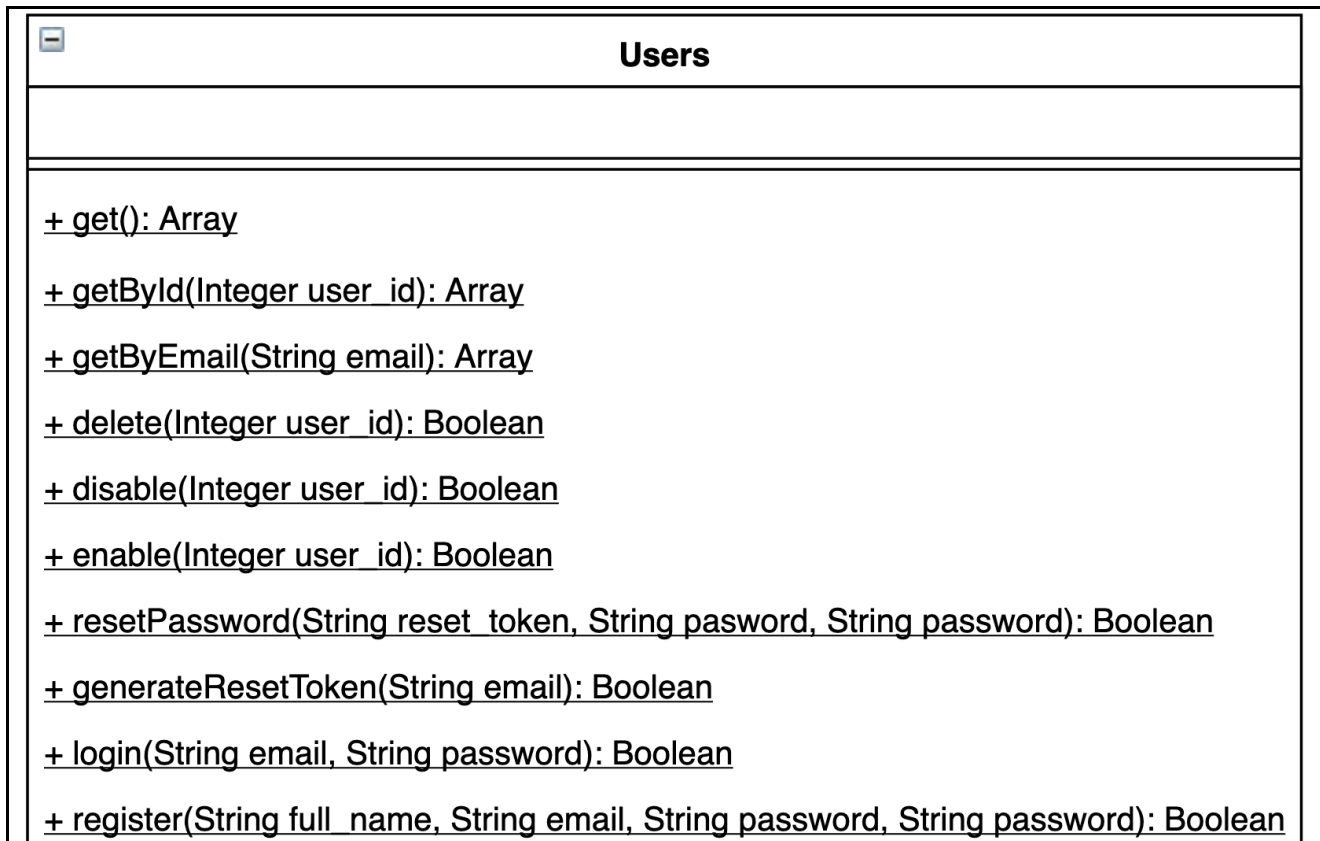 Users
+ get(): Array
+ getById(Integer user_id): Array
+ getByEmail(String email): Array
+ delete(Integer user_id): Boolean
+ disable(Integer user_id): Boolean
+ enable(Integer user_id): Boolean
+ resetPassword(String reset_token, String pasword, String password): Boolean
+ generateResetToken(String email): Boolean
+ login(String email, String password): Boolean
+ register(String full_name, String email, String password, String password): Boolean